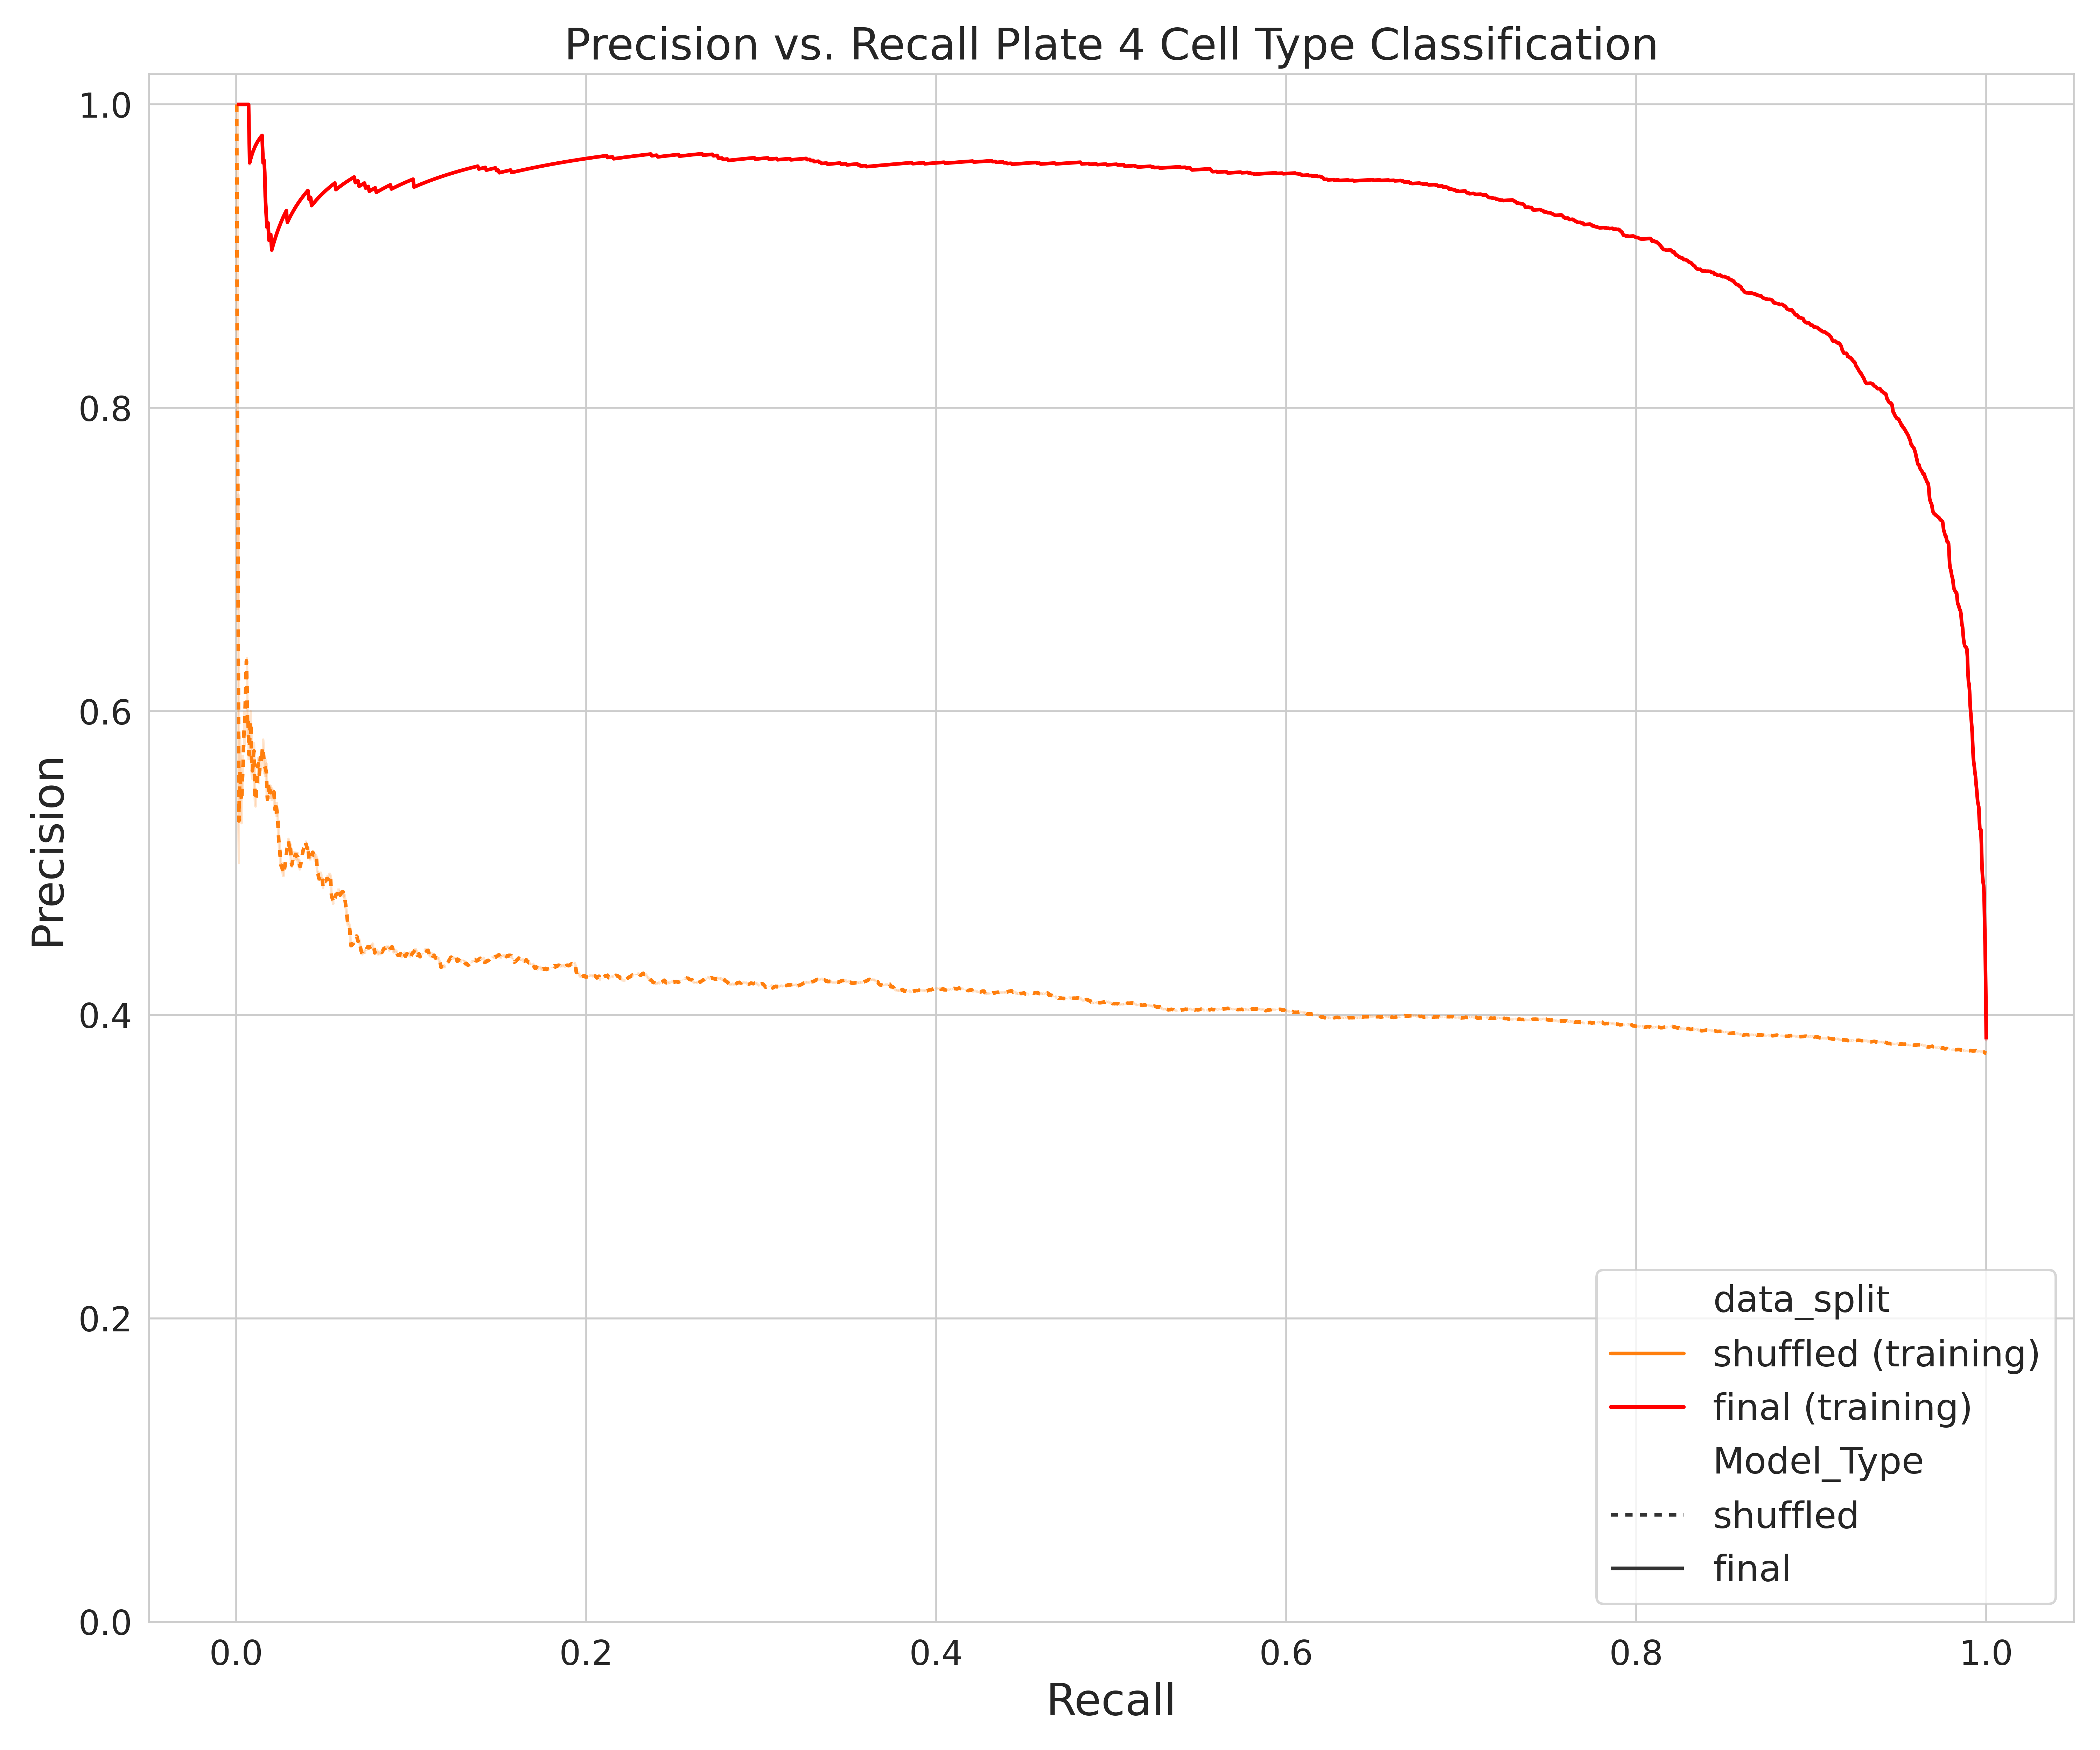 Precision vs. Recall Plate 4 Cell Type Classification
1.0
0.8
0.6
0.4
0.2
0.0
Precision
0.0 0.2 0.4 0.6 0.8 1.0
Recall
data_split
shuffled (training)
final (training)
Model_Type
shuffled
final